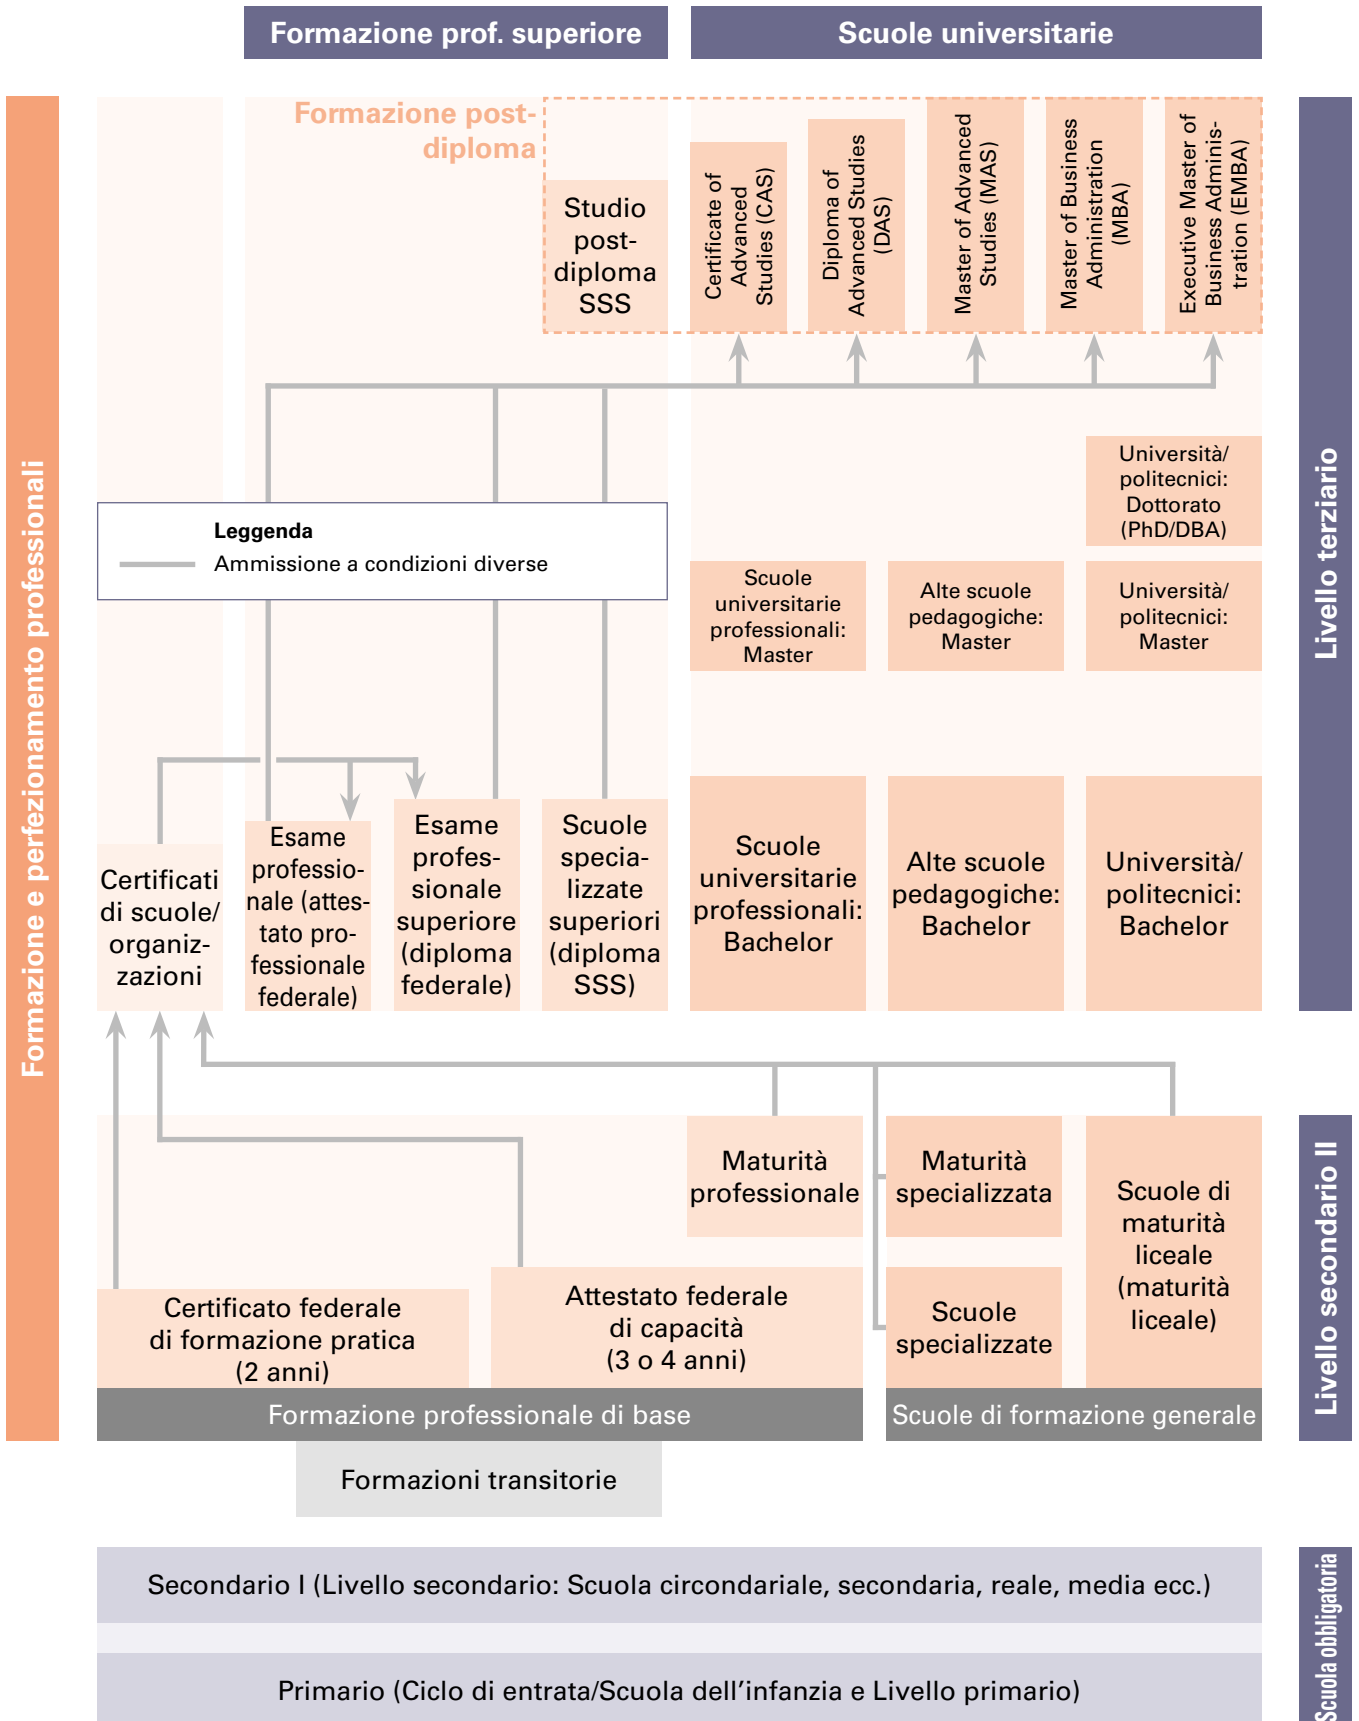 Formazione prof. superiore
Scuole universitarie
Formazione e perfezionamento professionali
Livello terziario
Formazione post-
diploma
Studio
post-
diploma
SSS
Certificate of
Advanced
Studies (CAS)
Diploma of
Advanced Studies
(DAS)
Master of Advanced
Studies (MAS)
Master of Business
Administration
(MBA)
Executive Master of
Business Adminis-
tration (EMBA)
Università/
politecnici:
Dottorato
(PhD/DBA)
Leggenda
Ammissione a condizioni diverse
Scuole
universitarie
professionali:
Master
Alte scuole
pedagogiche:
Master
Università/
politecnici:
Master
Certificati
di scuole/
organiz-
zazioni
Esame
professio-
nale (attes-
tato pro-
fessionale
federale)
Esame
profes-
sionale
superiore
(diploma
federale)
Scuole
specia-
lizzate
superiori
(diploma
SSS)
Scuole
universitarie
professionali:
Bachelor
Alte scuole
pedagogiche:
Bachelor
Università/
politecnici:
Bachelor
Livello secondario II
Maturità
professionale
Maturità
specializzata
Scuole di
maturità
liceale
(maturità
liceale)
Certificato federale
di formazione pratica
(2 anni)
Attestato federale
di capacità
(3 o 4 anni)
Scuole
specializzate
Formazione professionale di base
Scuole di formazione generale
Formazioni transitorie
Secondario I (Livello secondario: Scuola circondariale, secondaria, reale, media ecc.)
Primario (Ciclo di entrata/Scuola dell'infanzia e Livello primario)
Scuola obbligatoria